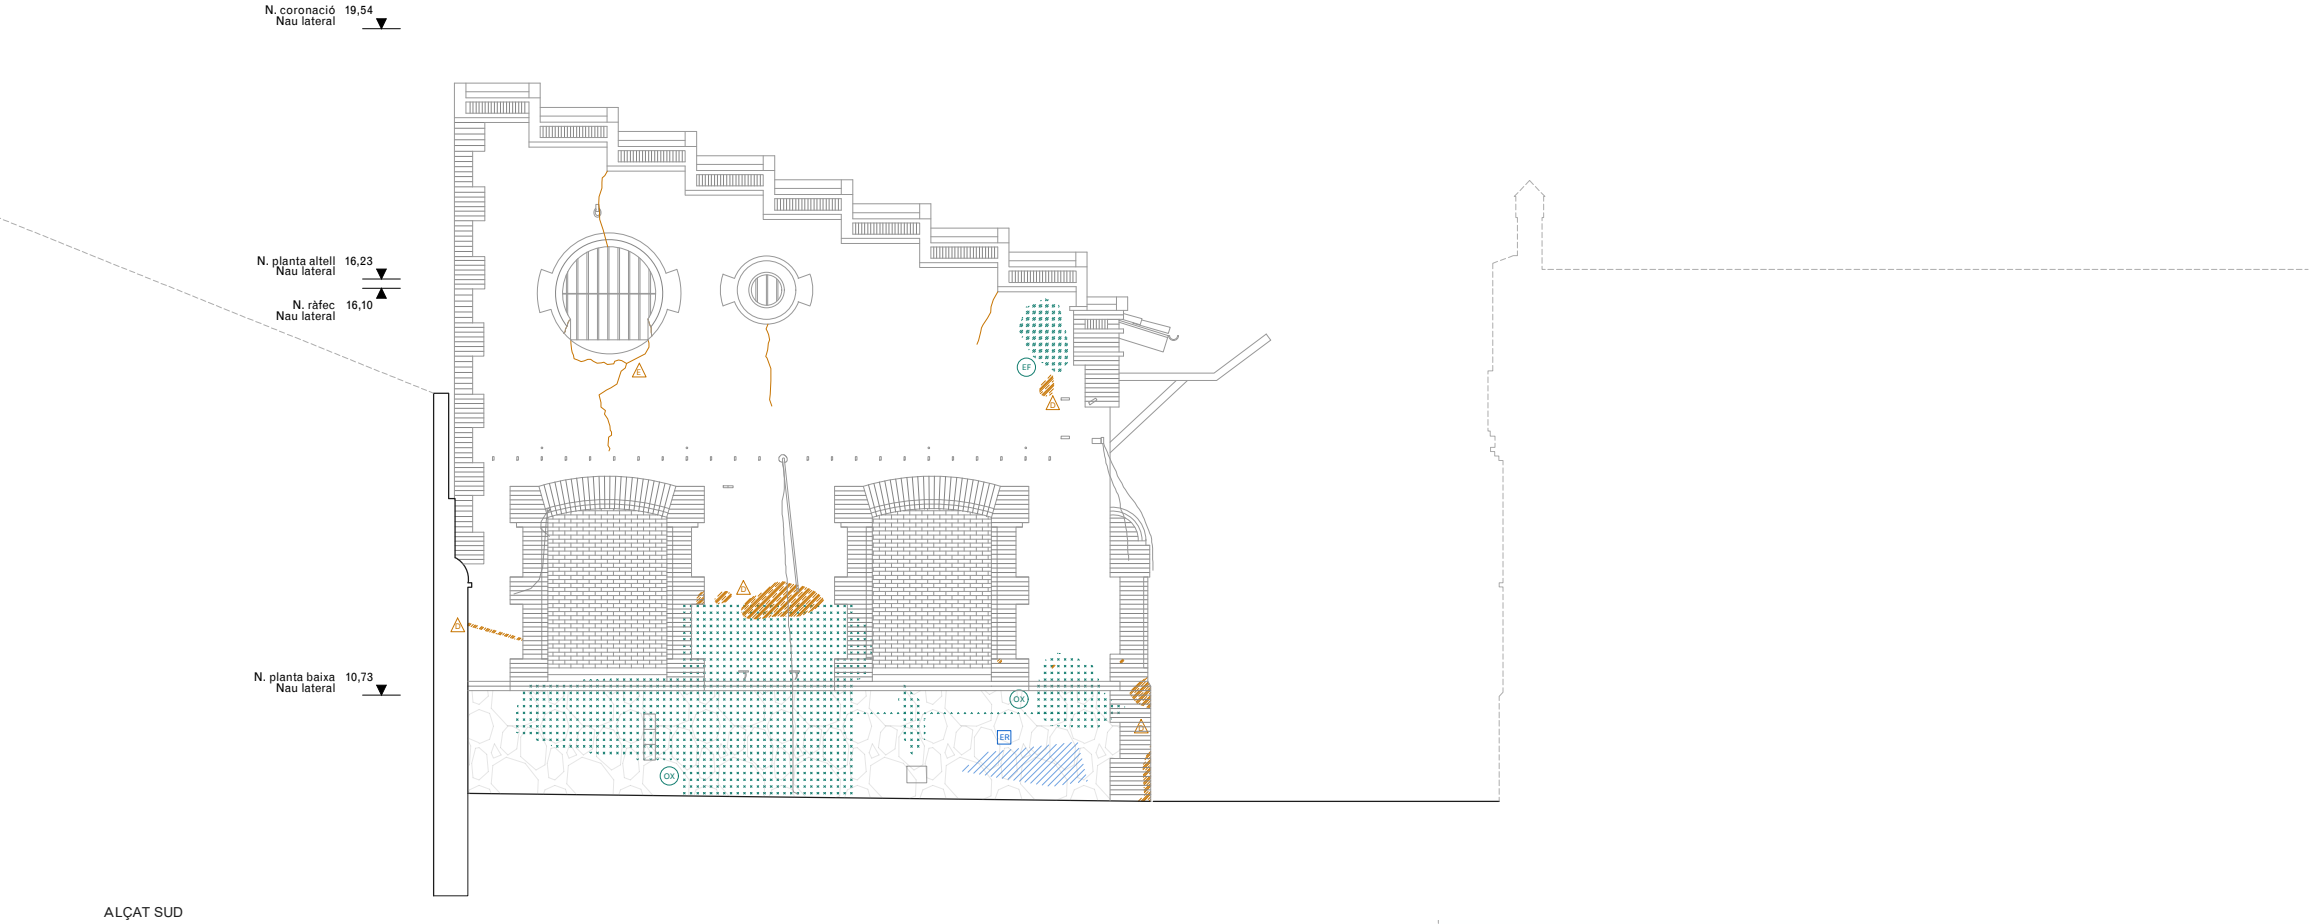 N. coronació 19,54
Nau lateral
N. planta altell 16,23
Nau lateral
N. ràfec 16,10
Nau lateral
E
EF
D
D
D
N. planta baixa 10,73
Nau lateral
OX
D
ER
OX
ALÇAT SUD